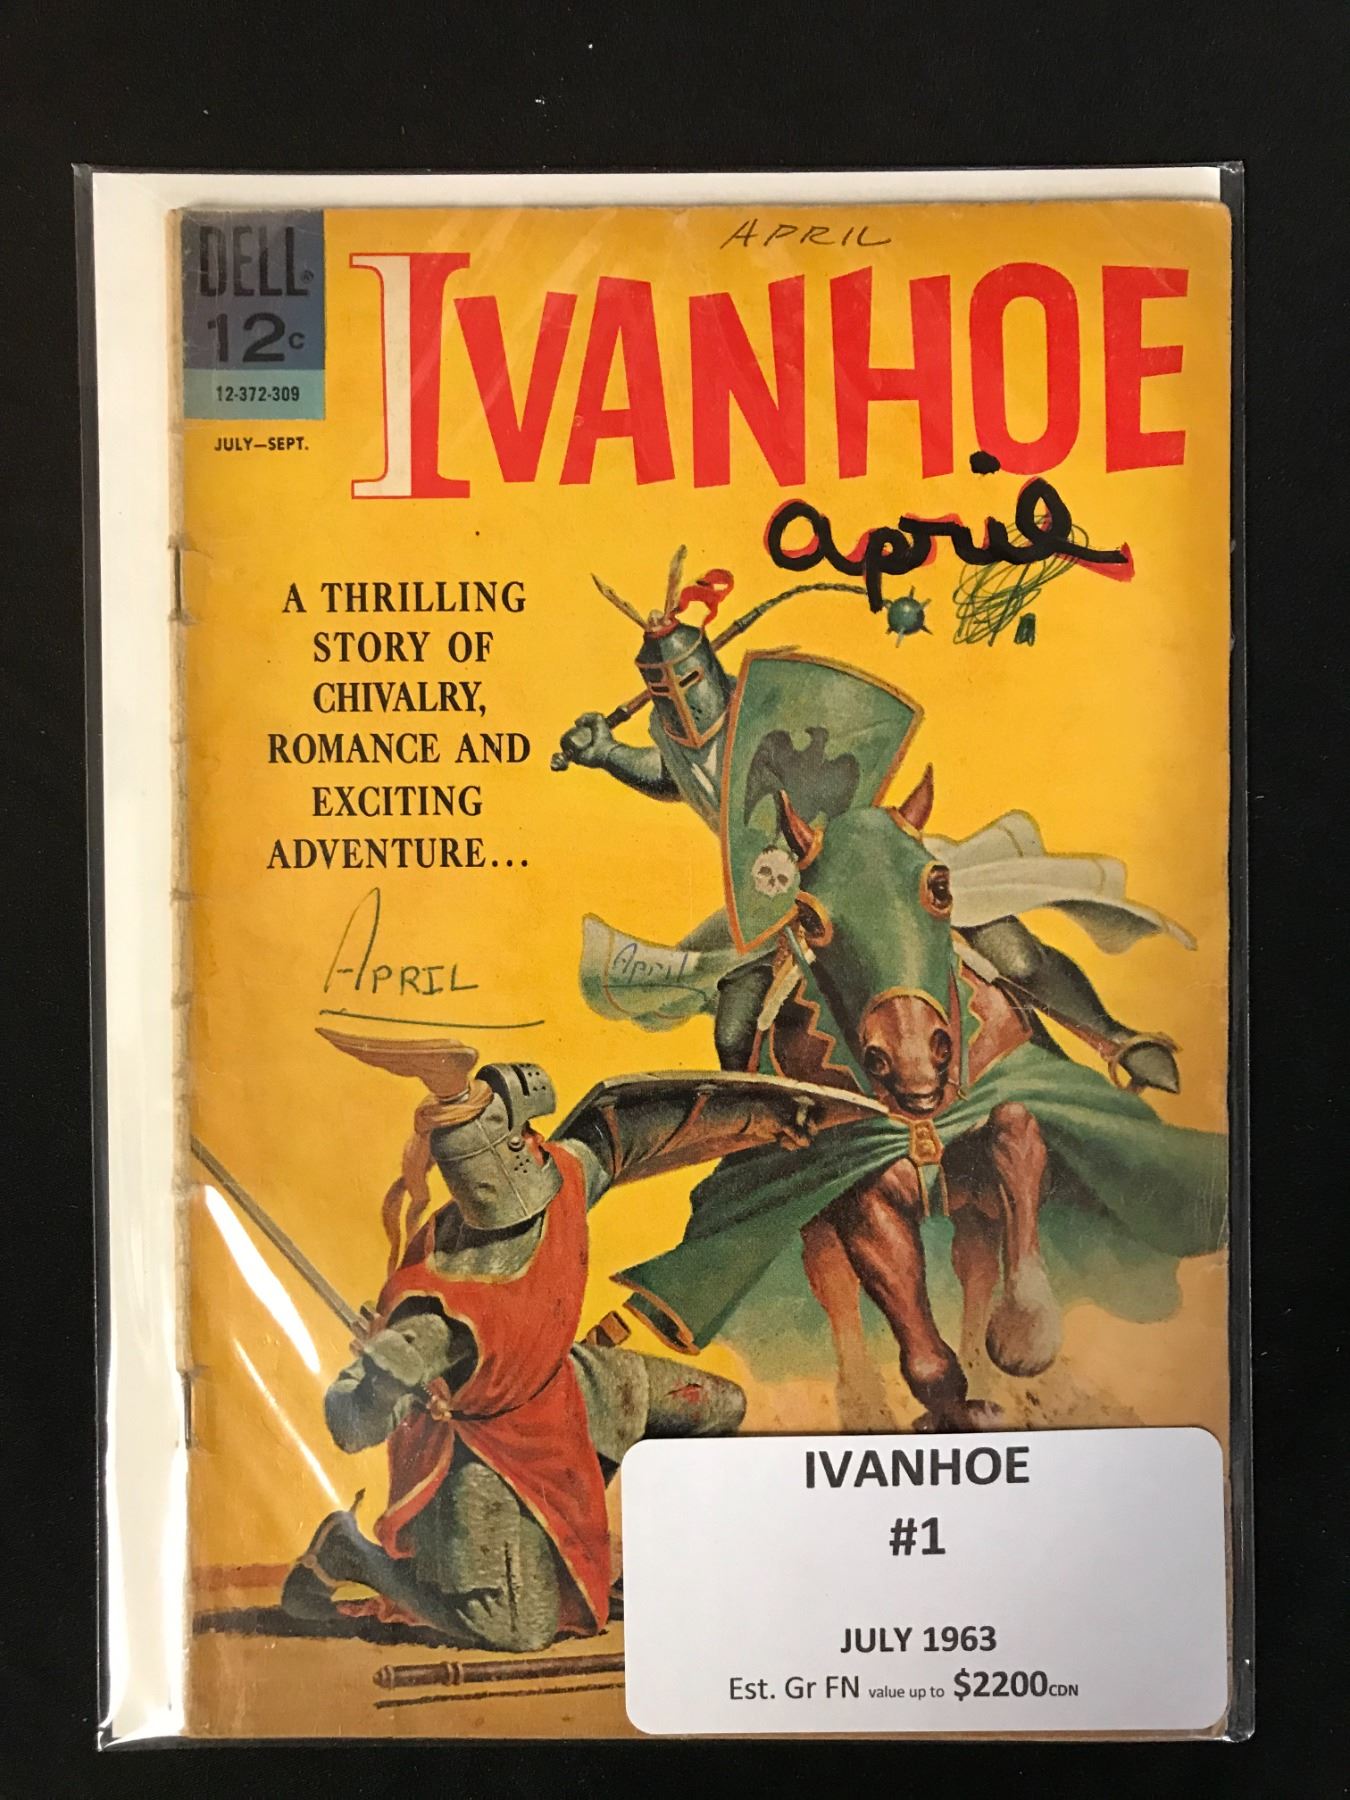 APRIL
DELL®
12c
12-372-309
JULY–SEPT.
IVANHOE
april
A THRILLING
STORY OF
CHIVALRY,
ROMANCE AND
EXCITING
ADVENTURE...
APRIL
April
IVANHOE
#1
JULY 1963
Est. Gr FN value up to $2200CDN